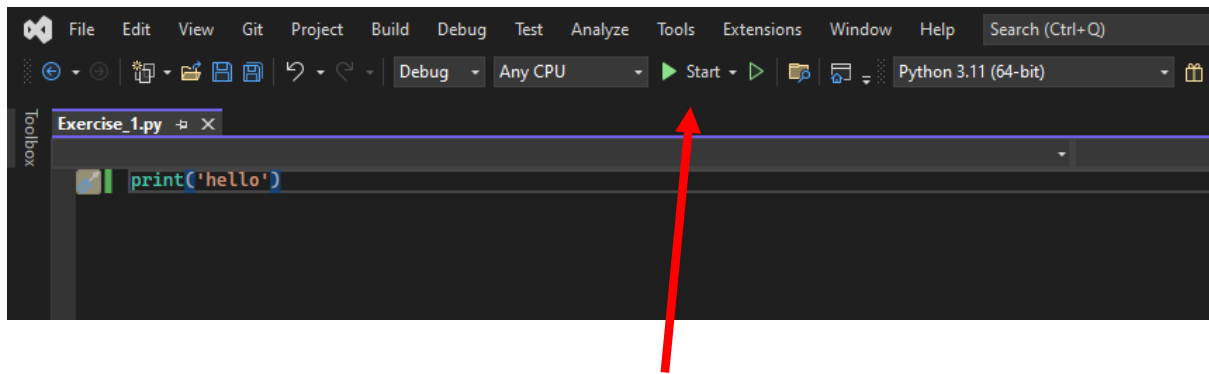 File Edit View Git Project Build Debug Test Analyze Tools Extensions Window Help Search (Ctrl+Q)
Debug Any CPU Start Python 3.11 (64-bit)
Toolbox
Exercise_1.py
print('hello')